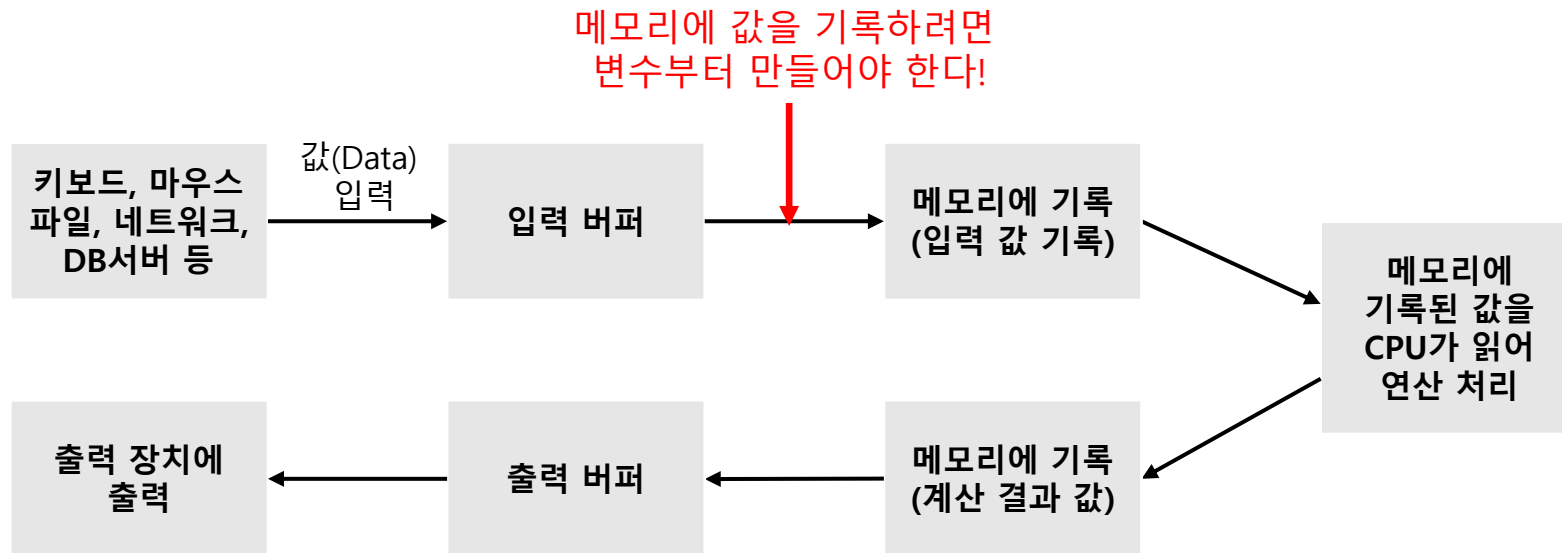 메모리에 값을 기록하려면
변수부터 만들어야 한다!
키보드, 마우스
파일, 네트워크,
DB서버 등
값(Data)
입력
입력 버퍼
메모리에 기록
(입력 값 기록)
메모리에
기록된 값을
CPU가 읽어
연산 처리
메모리에 기록
(계산 결과 값)
출력 버퍼
출력 장치에
출력